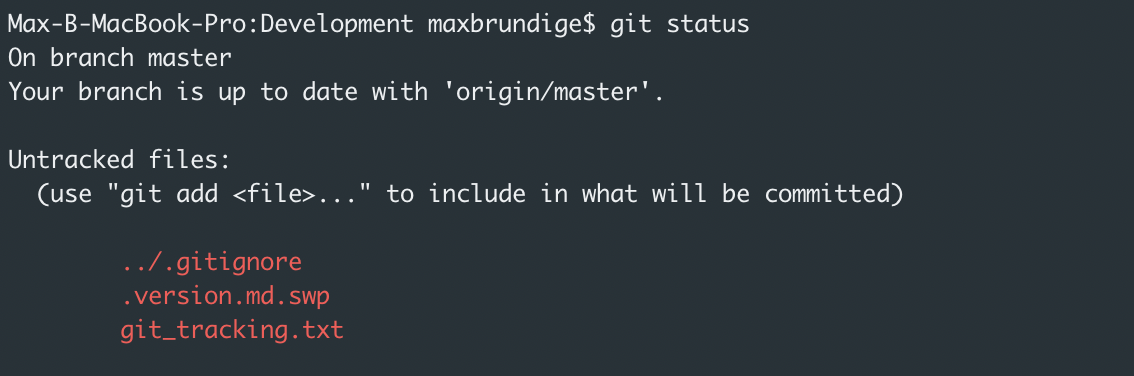 Max-B-MacBook-Pro:Development maxbrundige$ git status
On branch master
Your branch is up to date with 'origin/master'.
Untracked files:
(use "git add <file>..." to include in what will be committed)
../.gitignore
.version.md.swp
git_tracking.txt